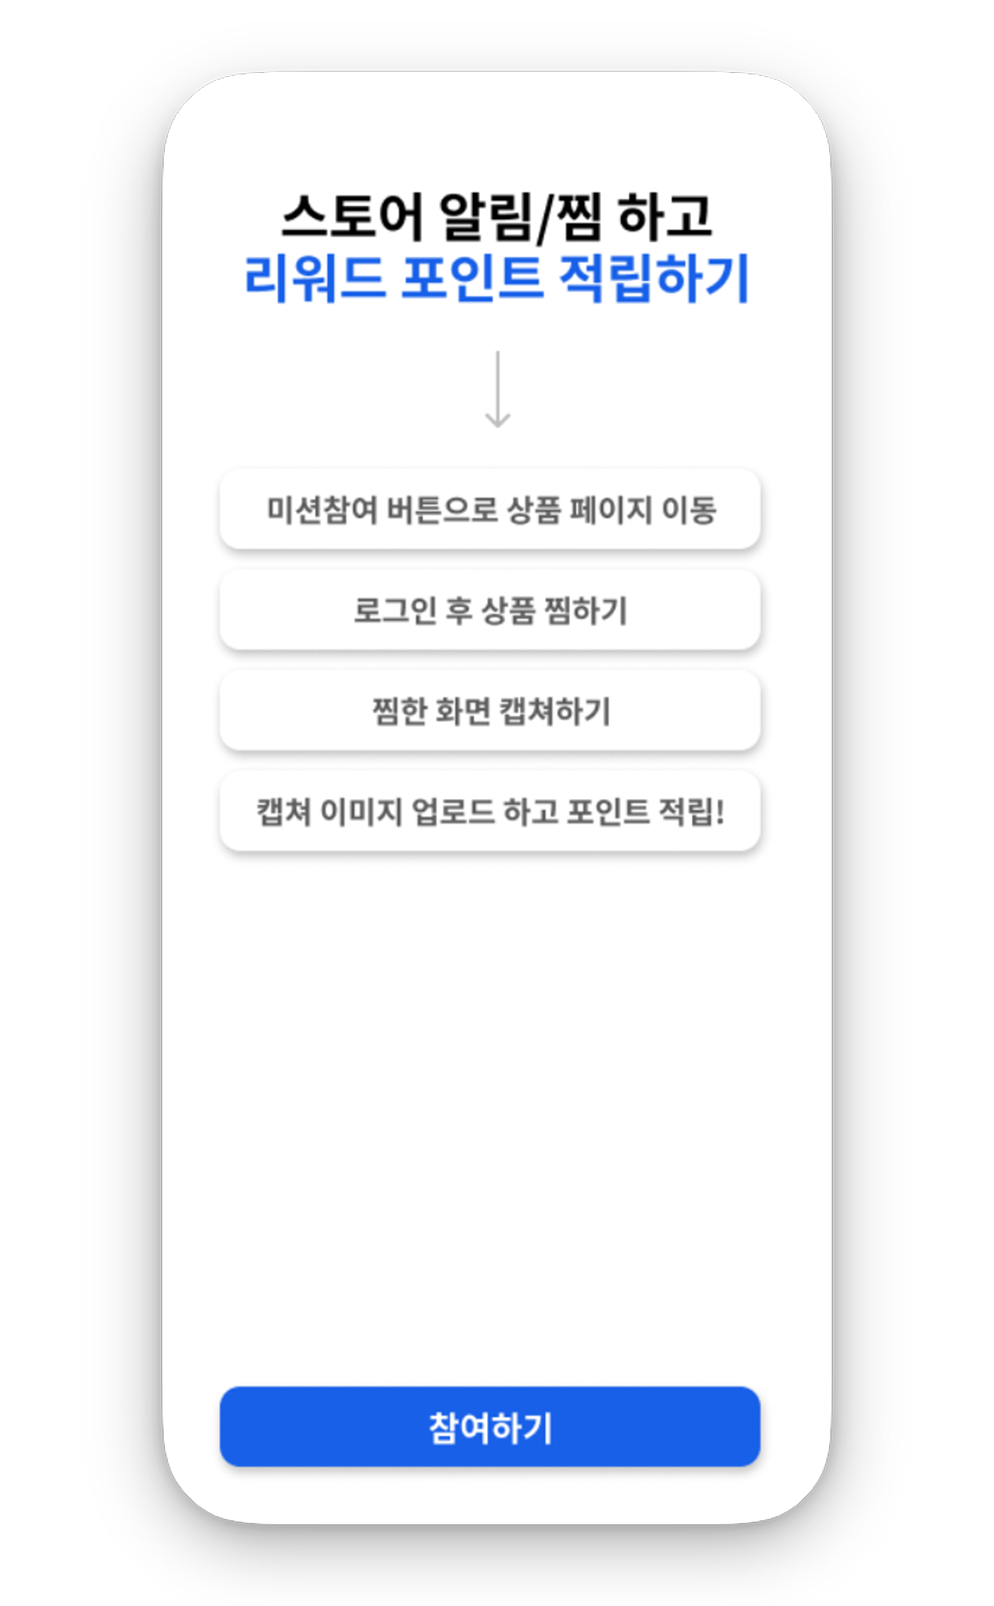 스토어 알림/찜 하고
리워드 포인트 적립하기
미션참여 버튼으로 상품 페이지 이동
로그인 후 상품 찜하기
찜한 화면 캡쳐하기
캡쳐 이미지 업로드 하고 포인트 적립!
참여하기